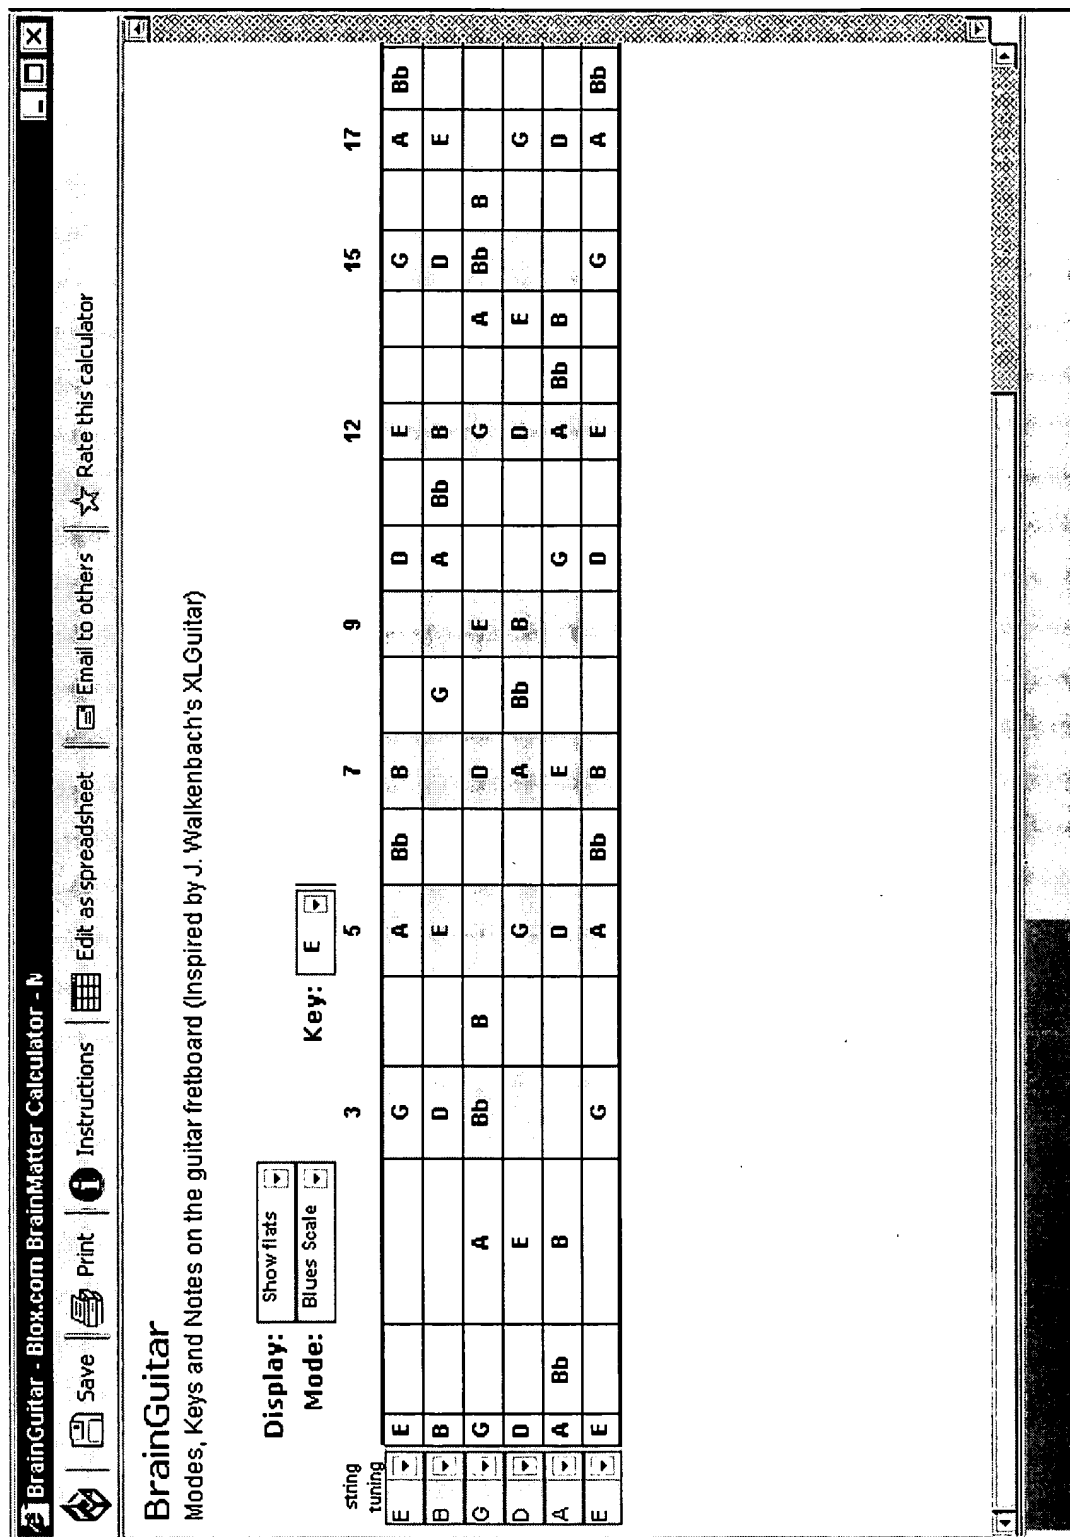 BrainGuitar - Blox.com BrainMatter Calculator -
Save Print Instructions Edit as spreadsheet Email to others Rate this calculator
BrainGuitar
Modes, Keys and Notes on the guitar fretboard (Inspired by J. Walkenbach's XLGuitar)
Display: Show flats
Mode: Blues Scale Key: E
string tuning 3 5 7 9 12 15 17
E E G A Bb B D E G A Bb
B B D E G A Bb B D E
G G A Bb B D E G A Bb B
D D E G A Bb B D E G
A A Bb B D E G A Bb B D
E E G A Bb B D E G A Bb